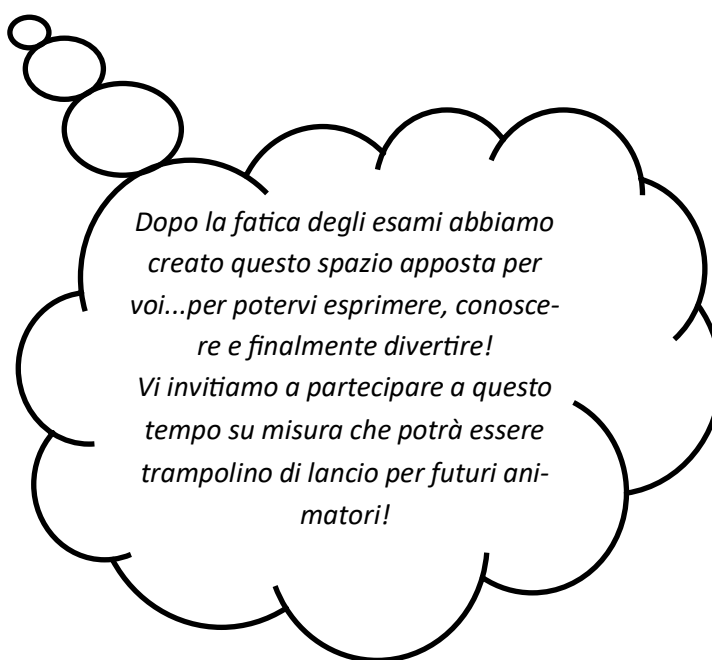 Dopo la fatica degli esami abbiamo
creato questo spazio apposta per
voi...per potervi esprimere, conosce-
re e finalmente divertire!
Vi invitiamo a partecipare a questo
tempo su misura che potrà essere
trampolino di lancio per futuri ani-
matori!